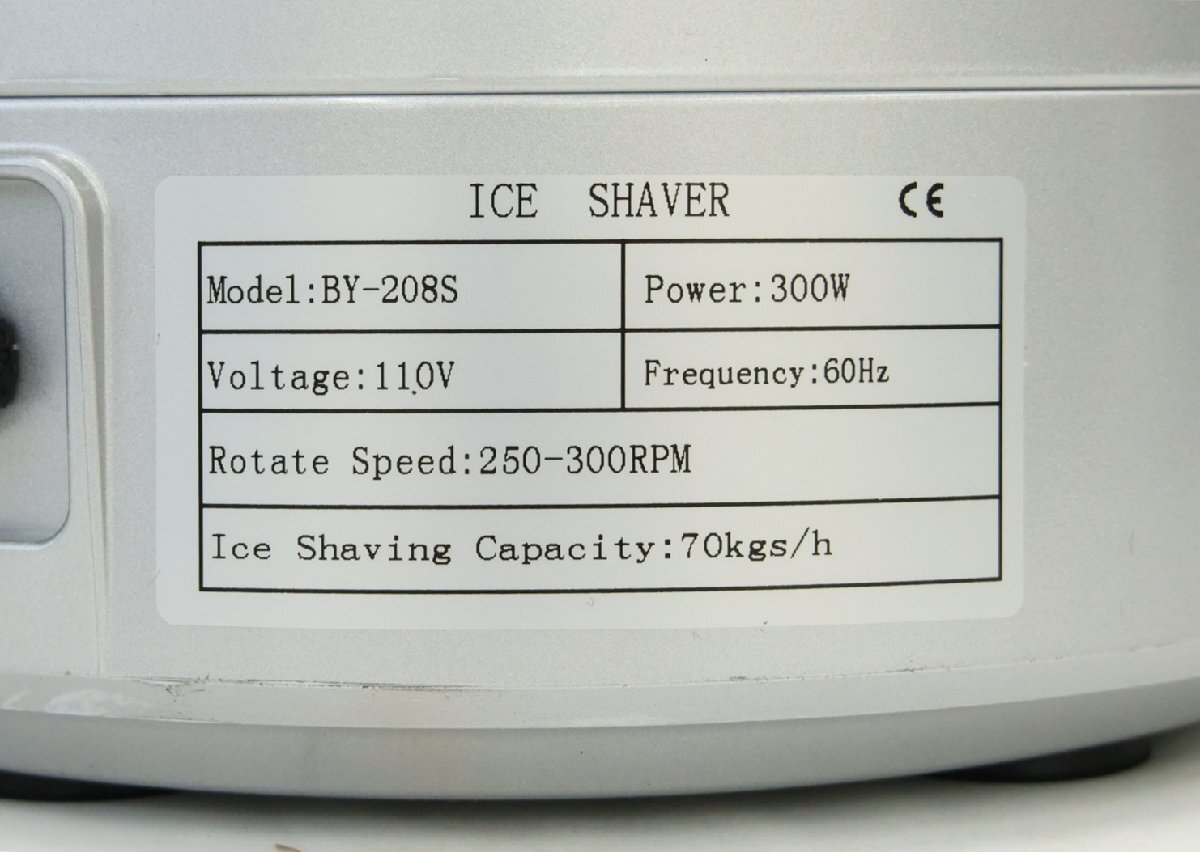 ICE SHAVER CE
Model:BY-208S Power:300W
Voltage:110V Frequency:60Hz
Rotate Speed:250-300RPM
Ice Shaving Capacity:70kgs/h